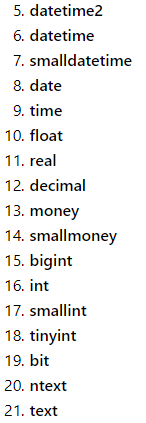 5. datetime2
6. datetime
7. smalldatetime
8. date
9. time
10. float
11. real
12. decimal
13. money
14. smallmoney
15. bigint
16. int
17. smallint
18. tinyint
19. bit
20. ntext
21. text